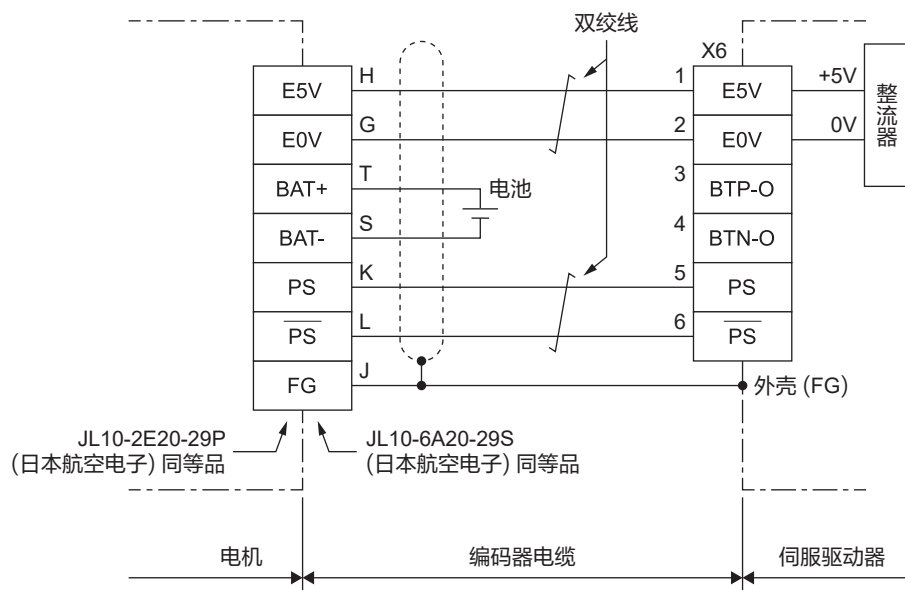 双绞线
X6
E5V H 1 E5V +5V
整流器
E0V G 2 E0V 0V
BAT+ T 电池 3 BTP-O
BAT- S 4 BTN-O
PS K 5 PS
P̅S̅ L 6 P̅S̅
FG J 外壳 (FG)
JL10-2E20-29P
(日本航空电子) 同等品
JL10-6A20-29S
(日本航空电子) 同等品
电机 编码器电缆 伺服驱动器